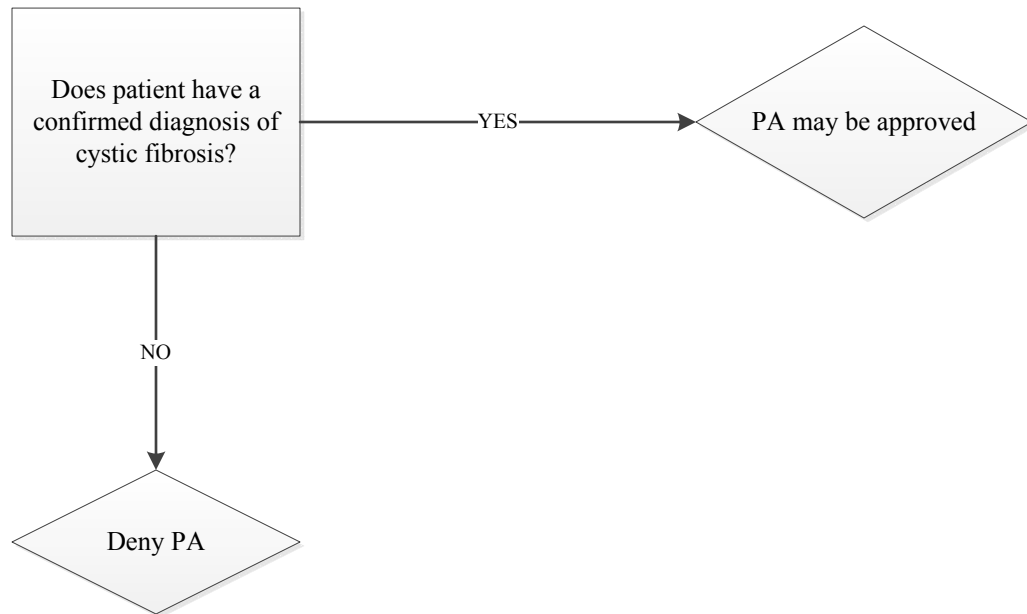 Does patient have a
confirmed diagnosis of
cystic fibrosis?
YES
PA may be approved
NO
Deny PA